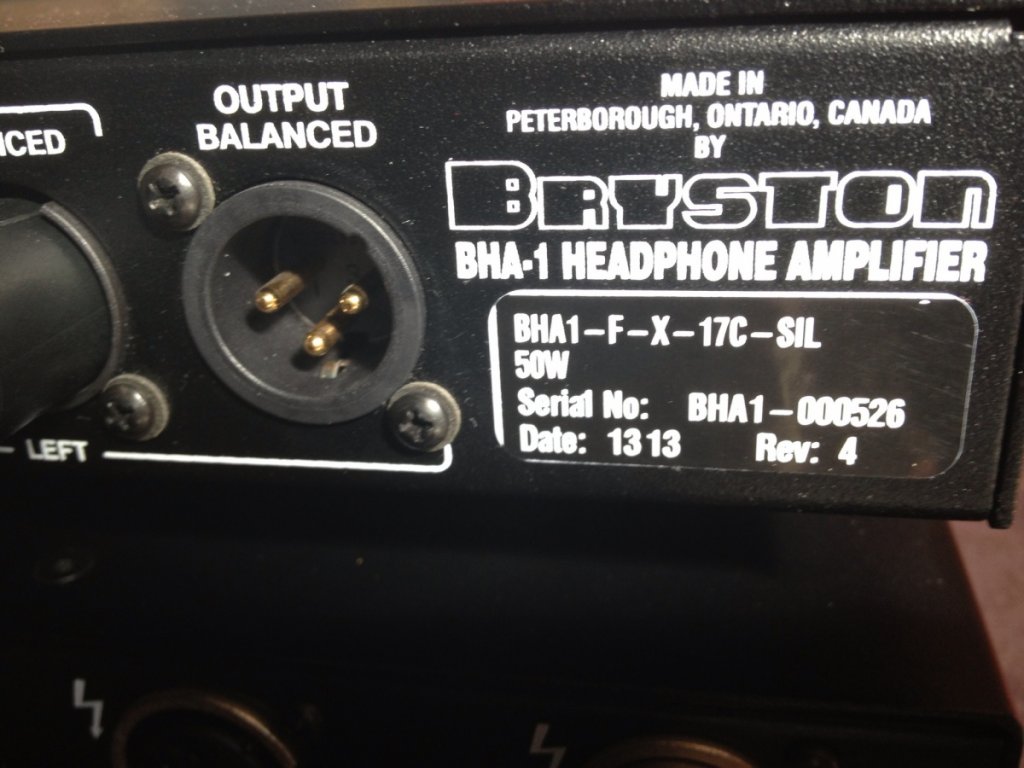 OUTPUT
BALANCED
NCED
LEFT
MADE IN
PETERBOROUGH, ONTARIO, CANADA
BY
BRYSTON
BHA-1 HEADPHONE AMPLIFIER
BHA1-F-X-17C-SIL
50W
Serial No: BHA1-000526
Date: 1313 Rev: 4